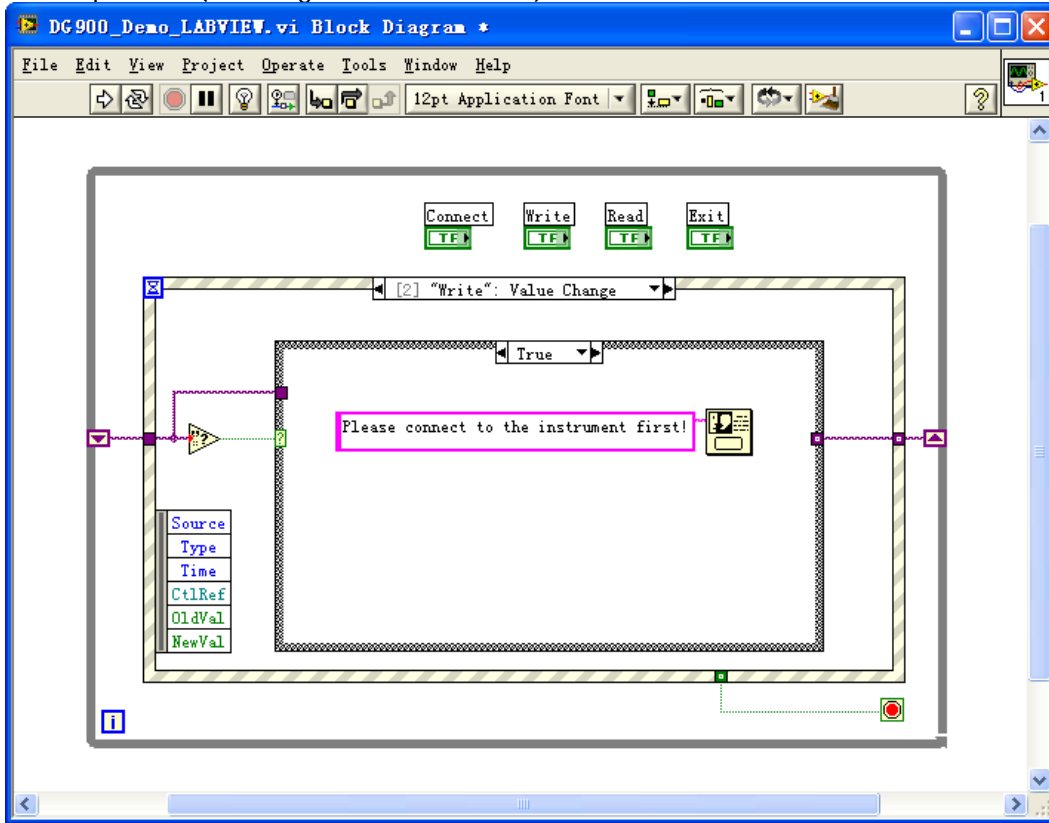 DG900_Demo_LABVIEW.vi Block Diagram *
File Edit View Project Operate Tools Window Help
12pt Application Font
1
Connect Write Read Exit
TF TF TF TF
[2] "Write": Value Change
True
Please connect to the instrument first!
"?
?
Source
Type
Time
CtlRef
OldVal
NewVal
i